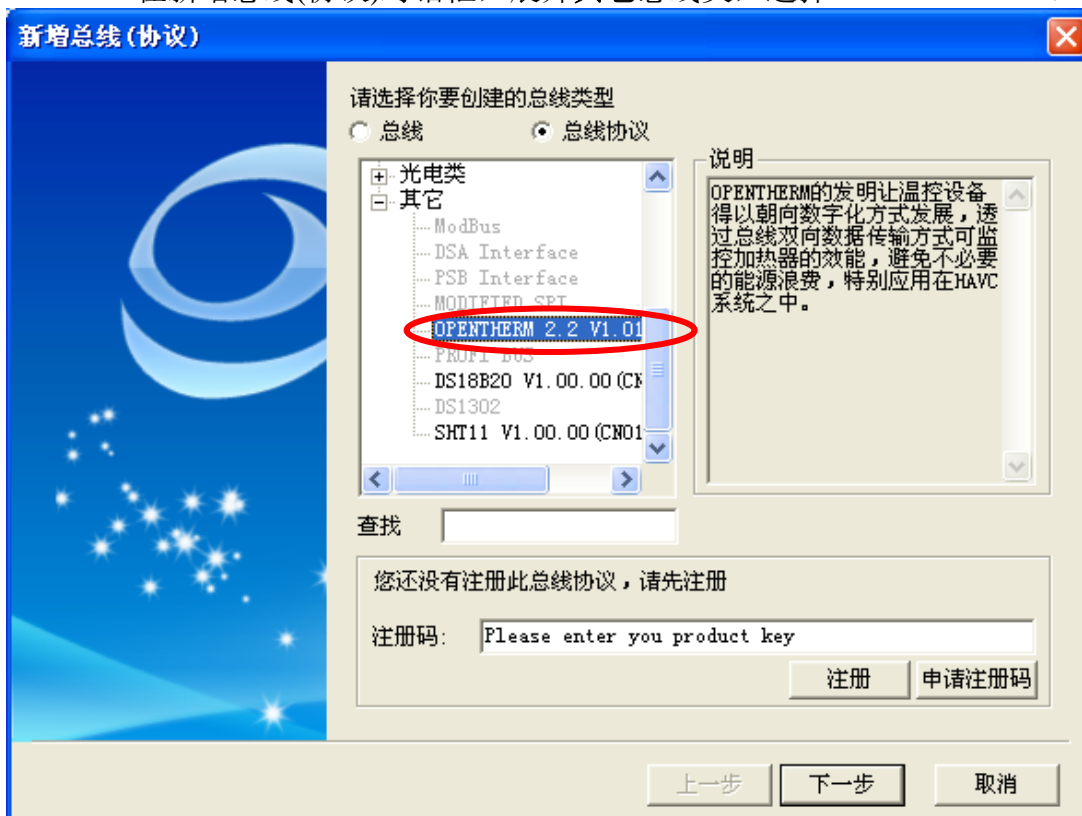 新增总线(协议)
请选择你要创建的总线类型
总线
总线协议
光电类
其它
ModBus
DSA Interface
PSB Interface
MODIFIED SPI
OPENTHERM 2.2 V1.01
PROFI BUS
DS18B20 V1.00.00(CN
DS1302
SHT11 V1.00.00(CN01
说明
OPENTHERM的发明让温控设备
得以朝向数字化方式发展，透
过总线双向数据传输方式可监
控加热器的效能，避免不必要
的能源浪费，特别应用在HAVC
系统之中。
查找
您还没有注册此总线协议，请先注册
注册码:
Please enter you product key
注册
申请注册码
上一步
下一步
取消